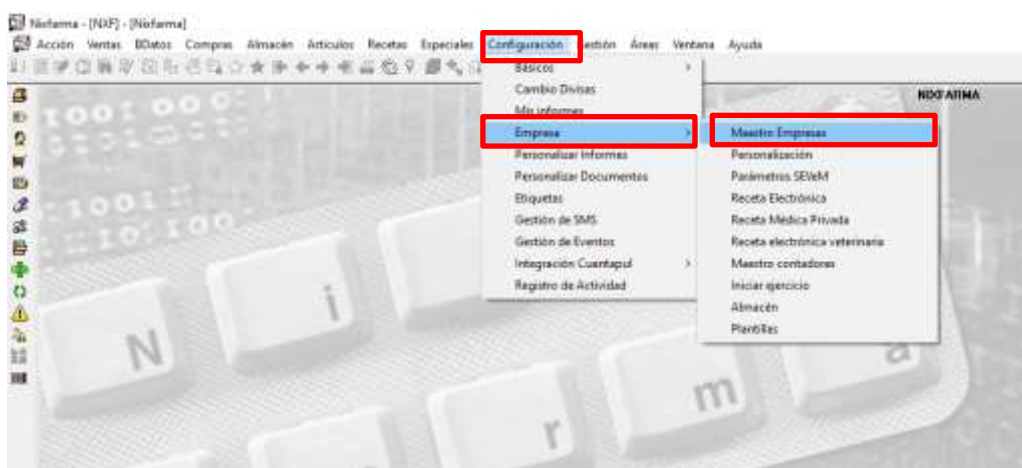 Nixfarma - [NXF] - [Nixfarma]
Acción Ventas BDatos Compras Almacén Artículos Recetas Especiales Configuración Gestión Áreas Ventana Ayuda
Básicos
Cambio Divisas
Mis informes
Empresa
Personalizar Informes
Personalizar Documentos
Etiquetas
Gestión de SMS
Gestión de Eventos
Integración Cuantapul
Registro de Actividad
Maestro Empresas
Personalización
Parámetros SEVeM
Receta Electrónica
Receta Médica Privada
Receta electrónica veterinaria
Maestro contadores
Iniciar ejercicio
Almacén
Plantillas
N i r m a